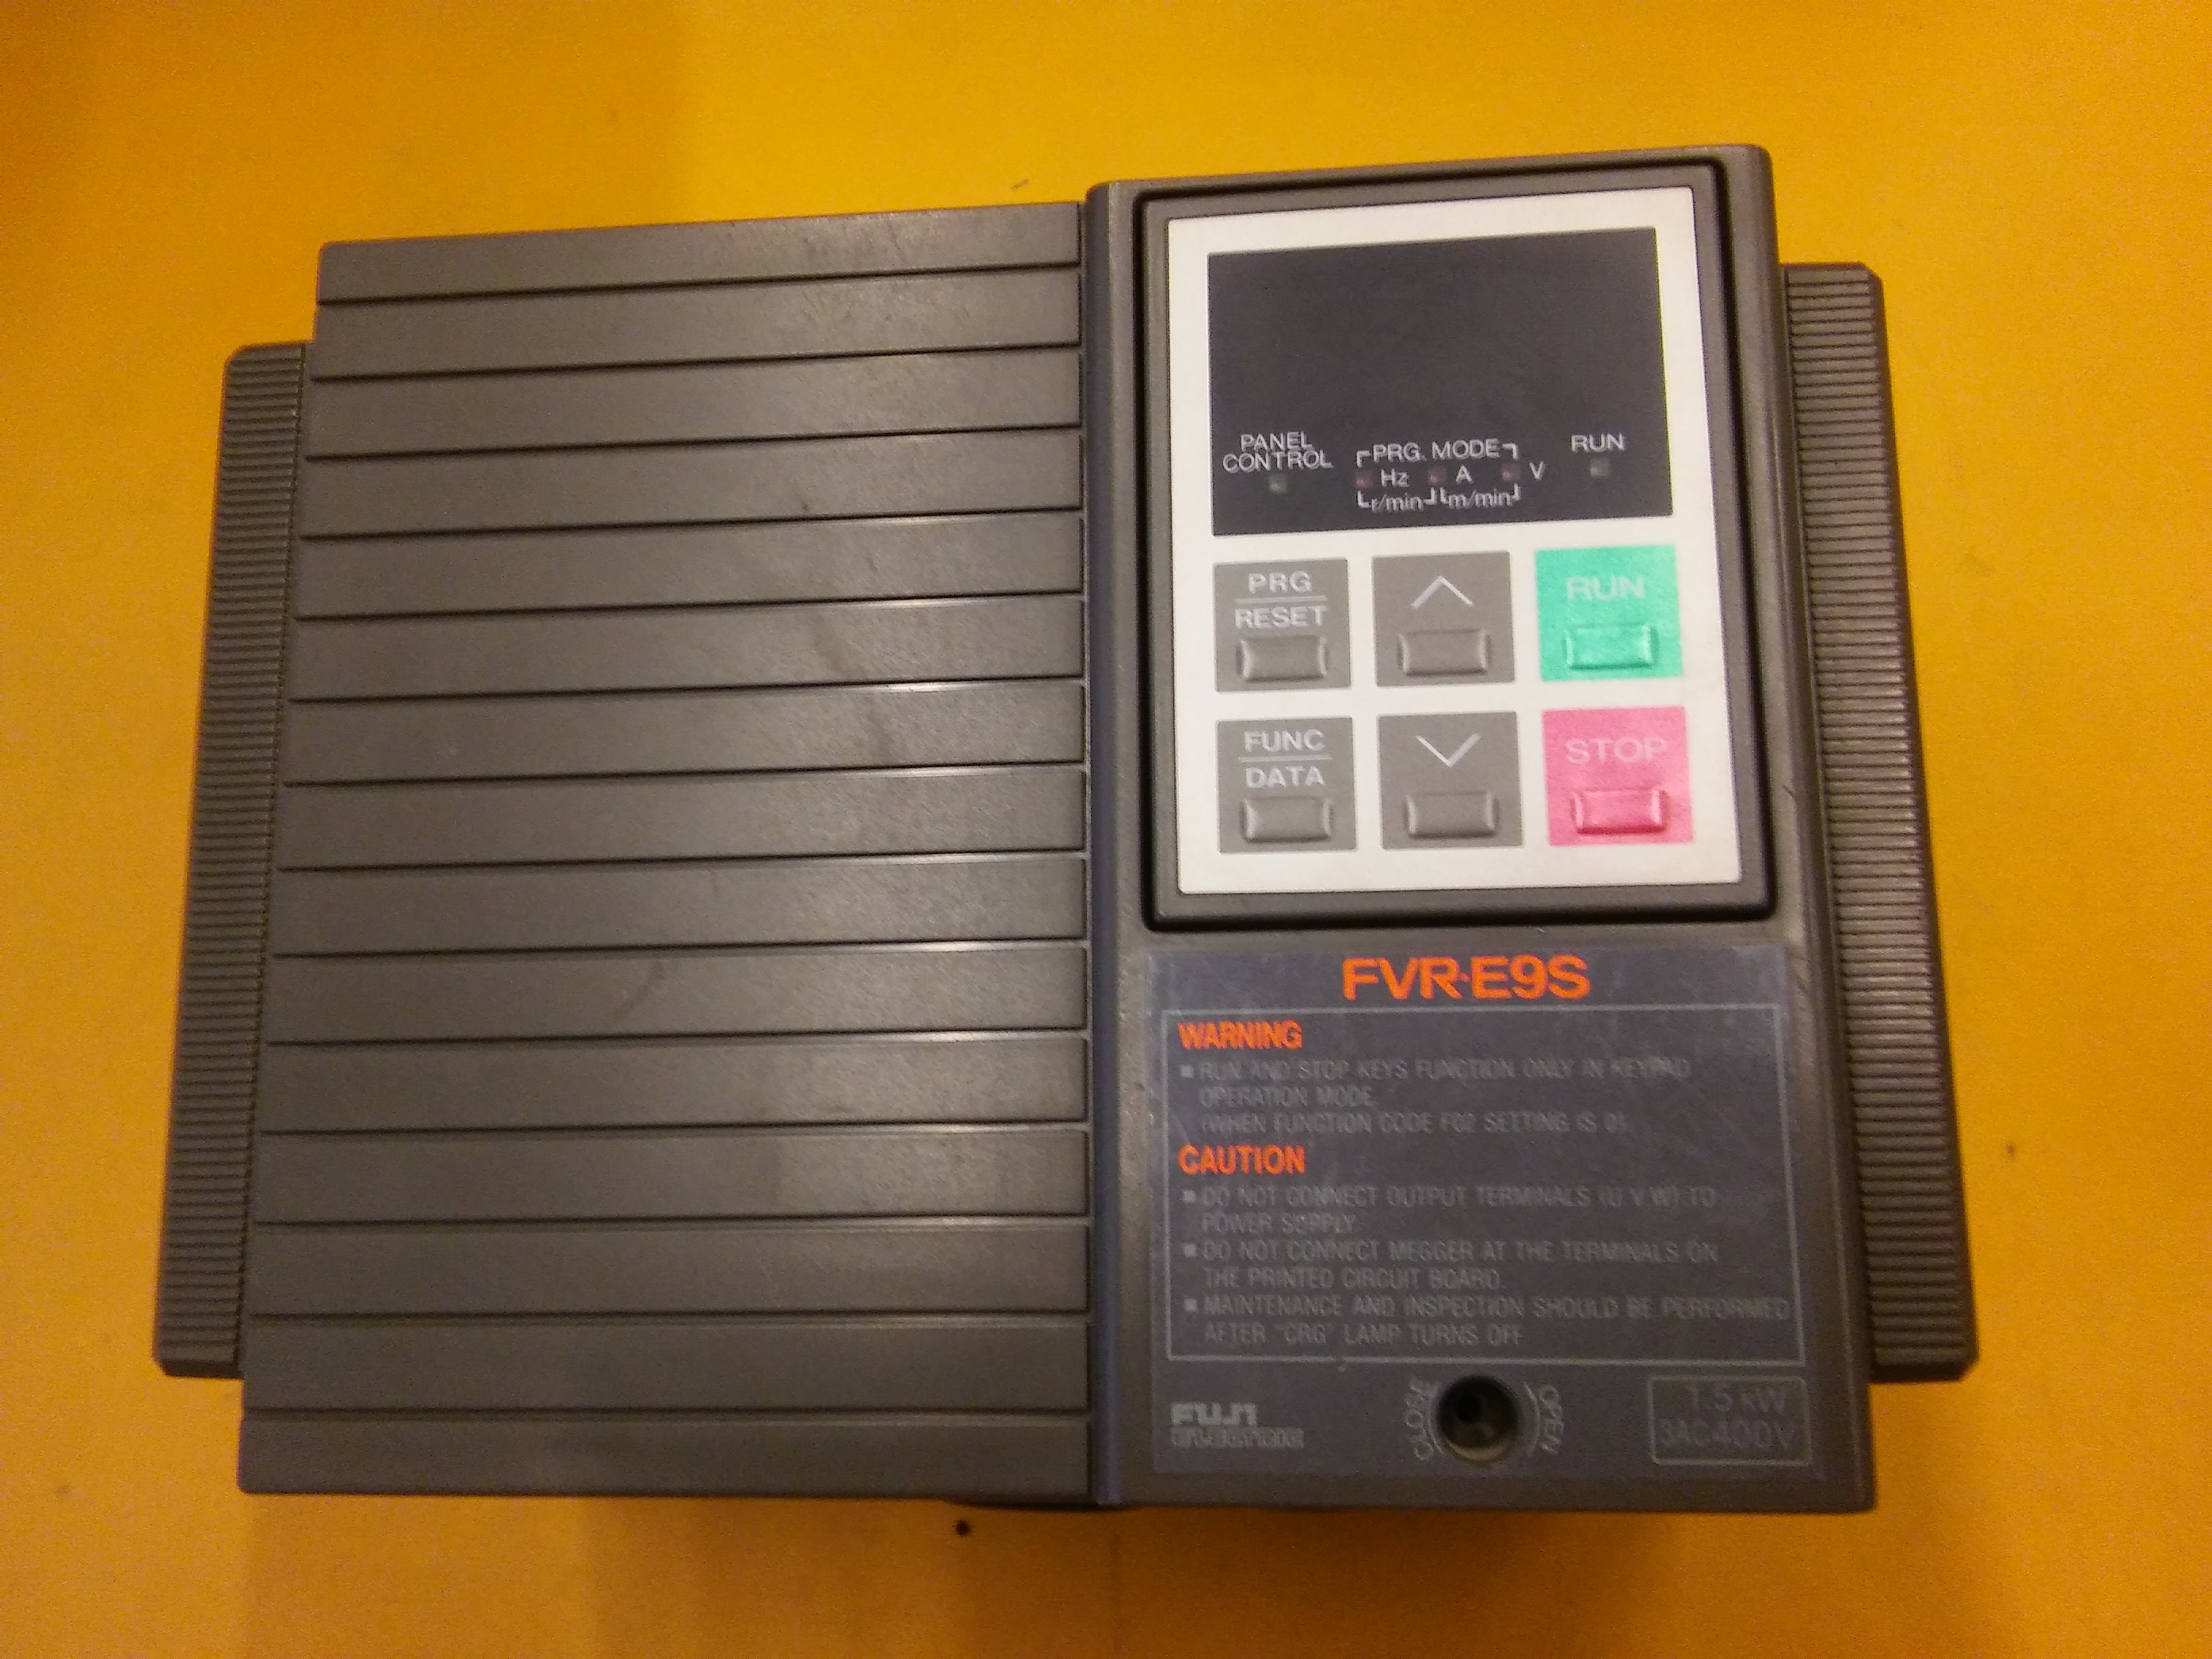 PANEL
CONTROL
PRG. MODE
RUN
Hz A V
r/min m/min
PRG
RESET
RUN
FUNC
DATA
STOP
FVR·E9S
WARNING
■ RUN AND STOP KEYS FUNCTION ONLY IN KEYPAD
OPERATION MODE.
(WHEN FUNCTION CODE F02 SETTING IS 0).
CAUTION
■ DO NOT CONNECT OUTPUT TERMINALS (U V W) TO
POWER SUPPLY.
■ DO NOT CONNECT MEGGER AT THE TERMINALS ON
THE PRINTED CIRCUIT BOARD.
■ MAINTENANCE AND INSPECTION SHOULD BE PERFORMED
AFTER "CRG" LAMP TURNS OFF
FUJI
CLOSE OPEN
1.5 kW
3AC400V